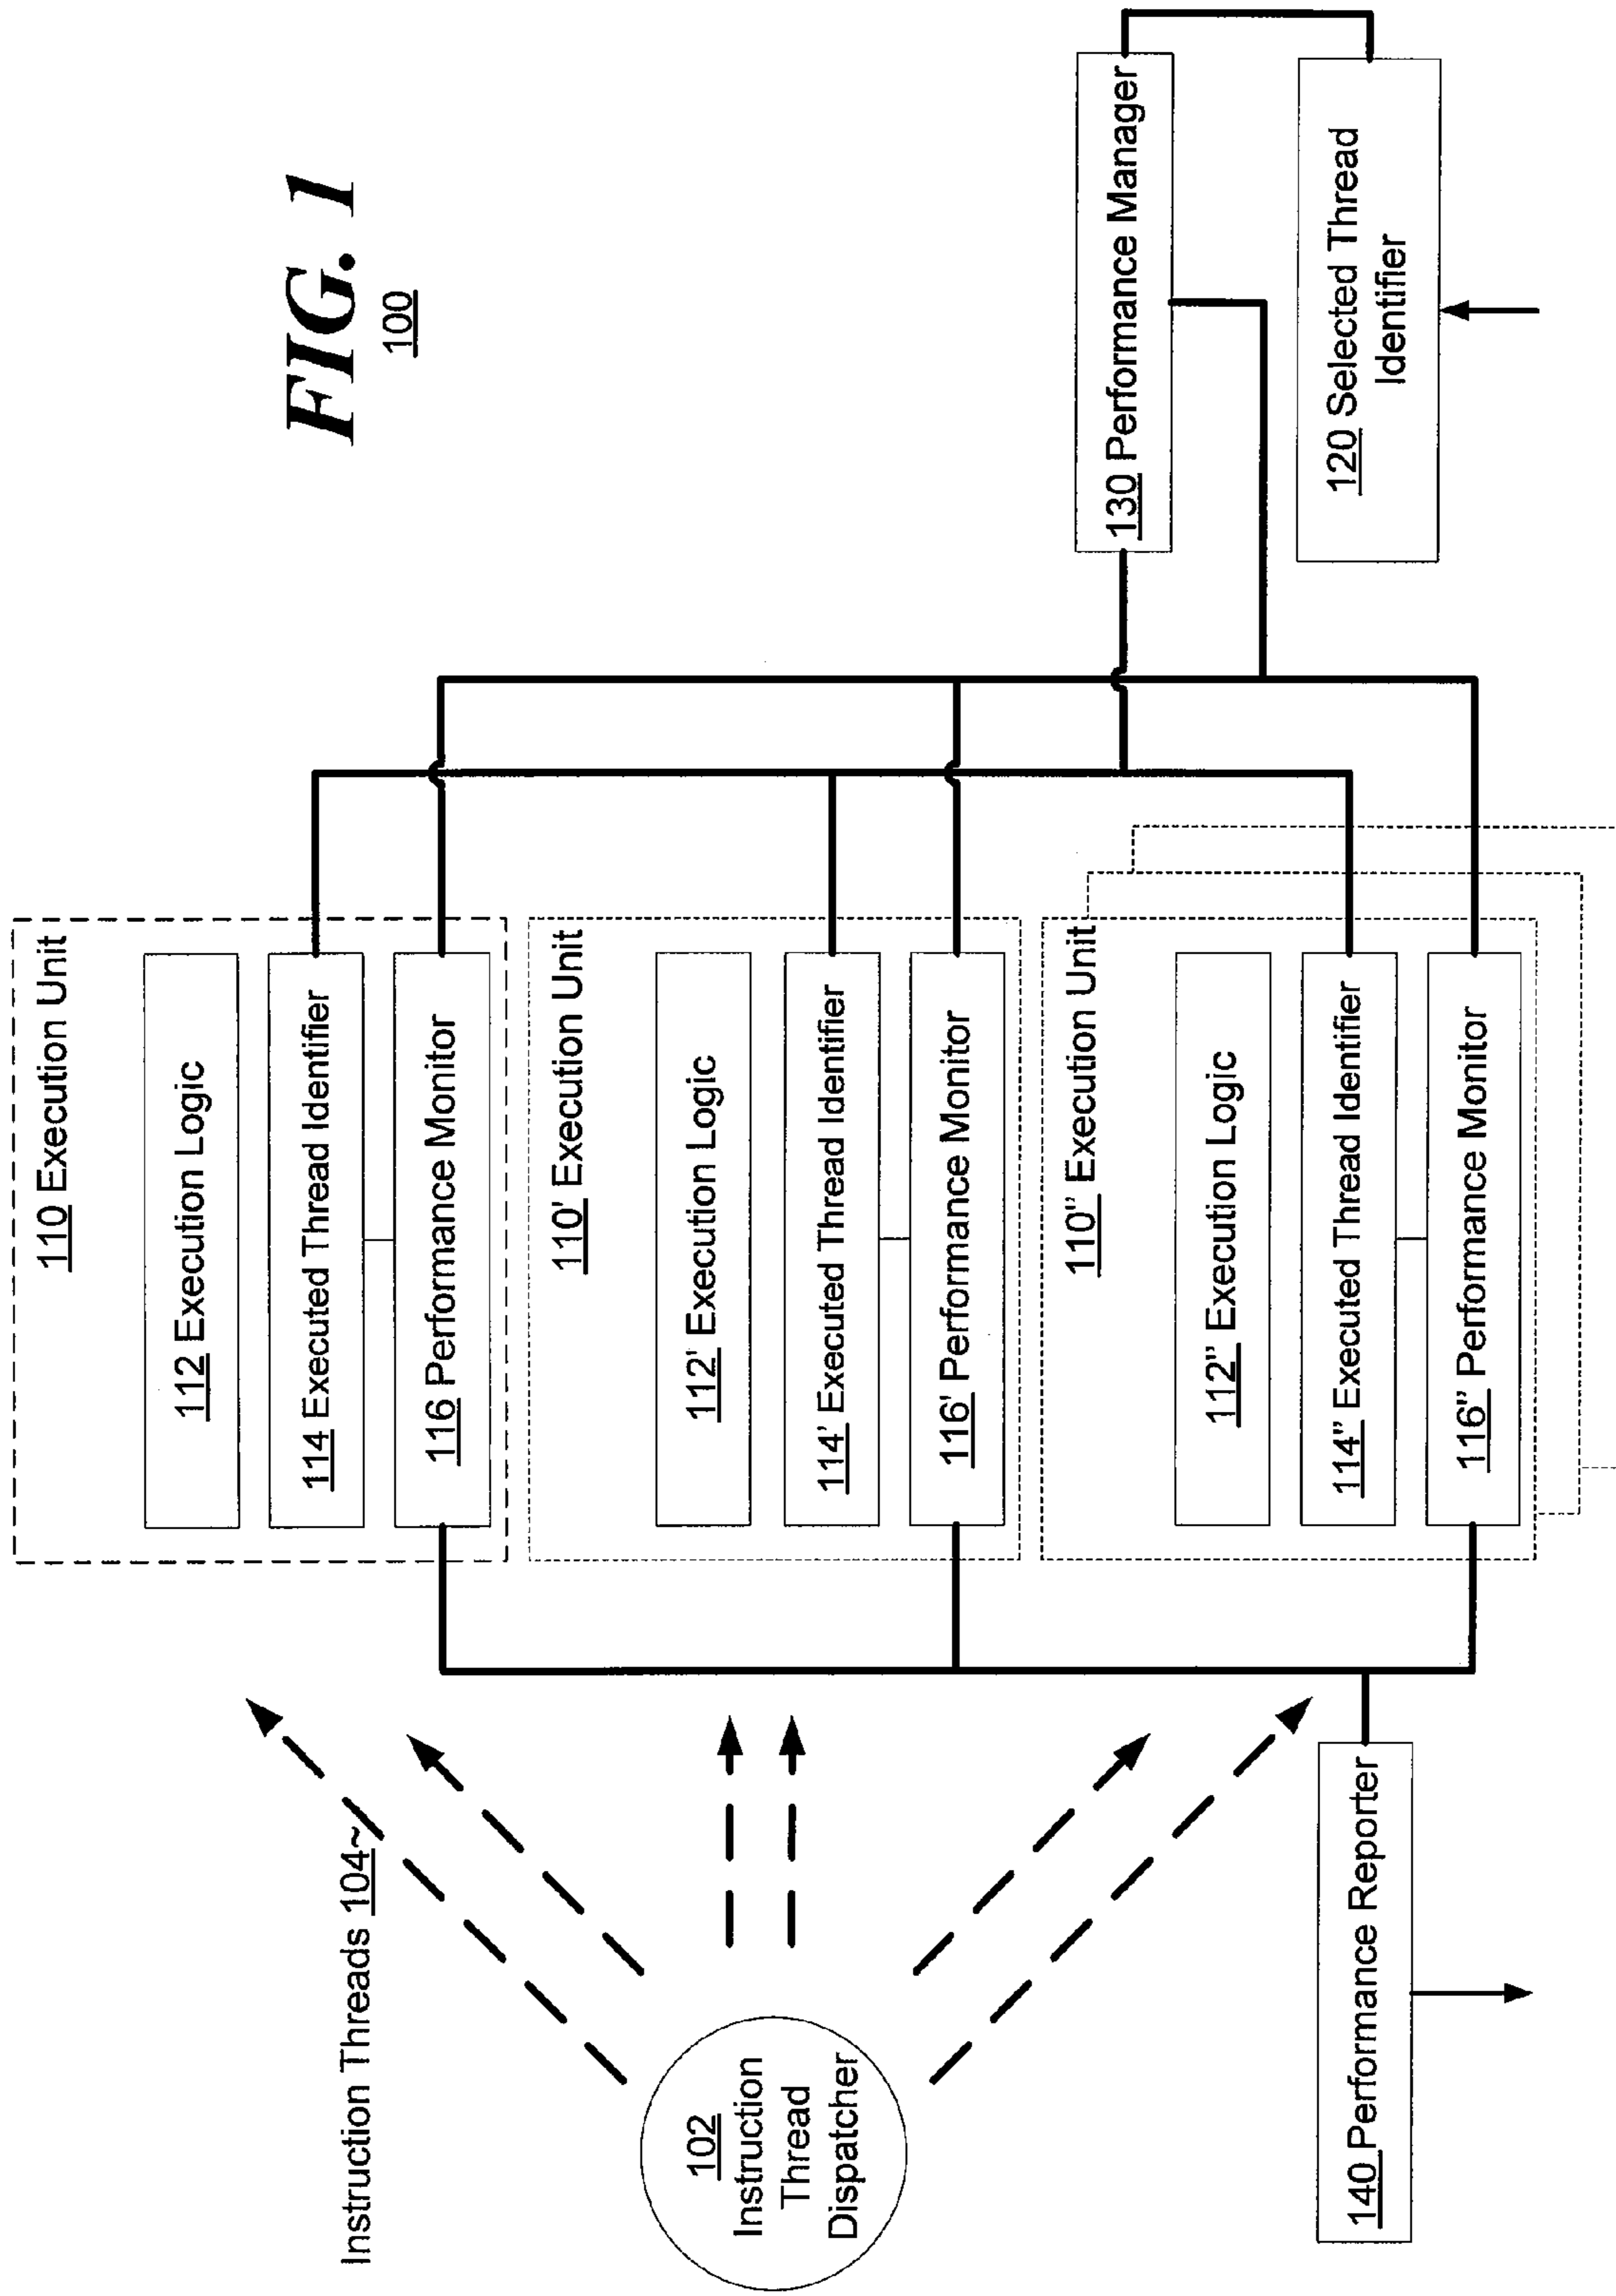 FIG. 1
100
Instruction Threads 104~
102
Instruction
Thread
Dispatcher
110 Execution Unit
112 Execution Logic
114 Executed Thread Identifier
116 Performance Monitor
110' Execution Unit
112' Execution Logic
114' Executed Thread Identifier
116' Performance Monitor
110" Execution Unit
112" Execution Logic
114" Executed Thread Identifier
116" Performance Monitor
130 Performance Manager
120 Selected Thread
Identifier
140 Performance Reporter